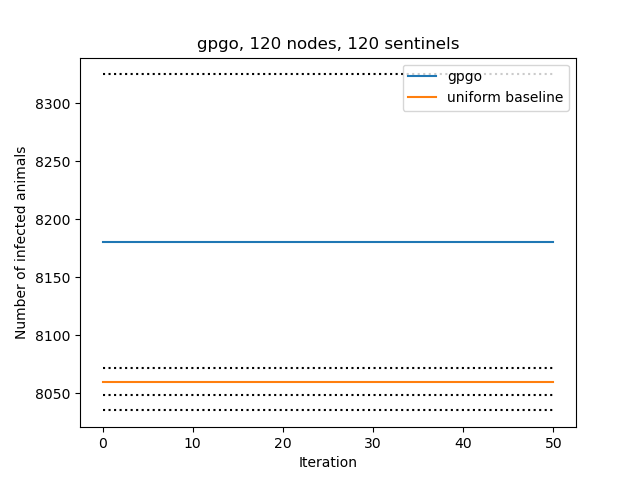 gpgo, 120 nodes, 120 sentinels
gpgo
uniform baseline
Number of infected animals
8300
8250
8200
8150
8100
8050
0 10 20 30 40 50
Iteration